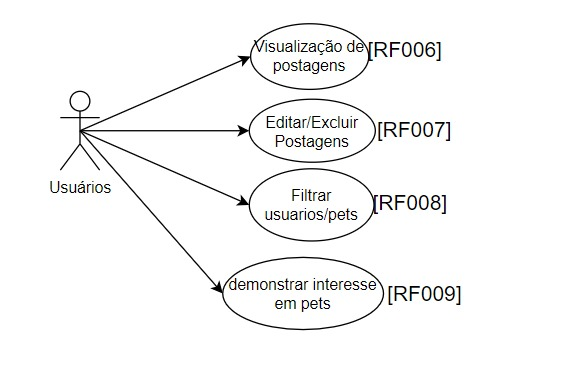 Visualização de
postagens
[RF006]
Editar/Excluir
Postagens
[RF007]
Usuários
Filtrar
usuarios/pets
[RF008]
demonstrar interesse
em pets
[RF009]